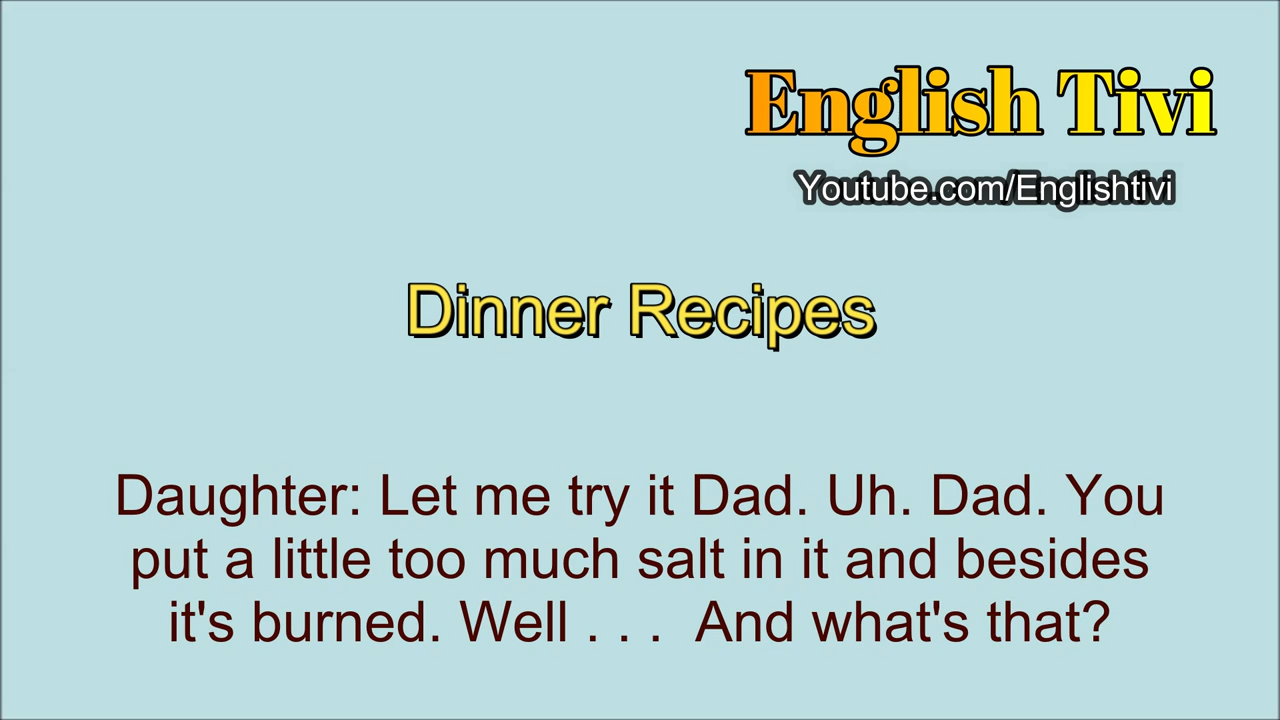 English Tivi
Youtube.com/Englishtivi
Dinner Recipes
Daughter: Let me try it Dad. Uh. Dad. You
put a little too much salt in it and besides
it's burned. Well . . .  And what's that?